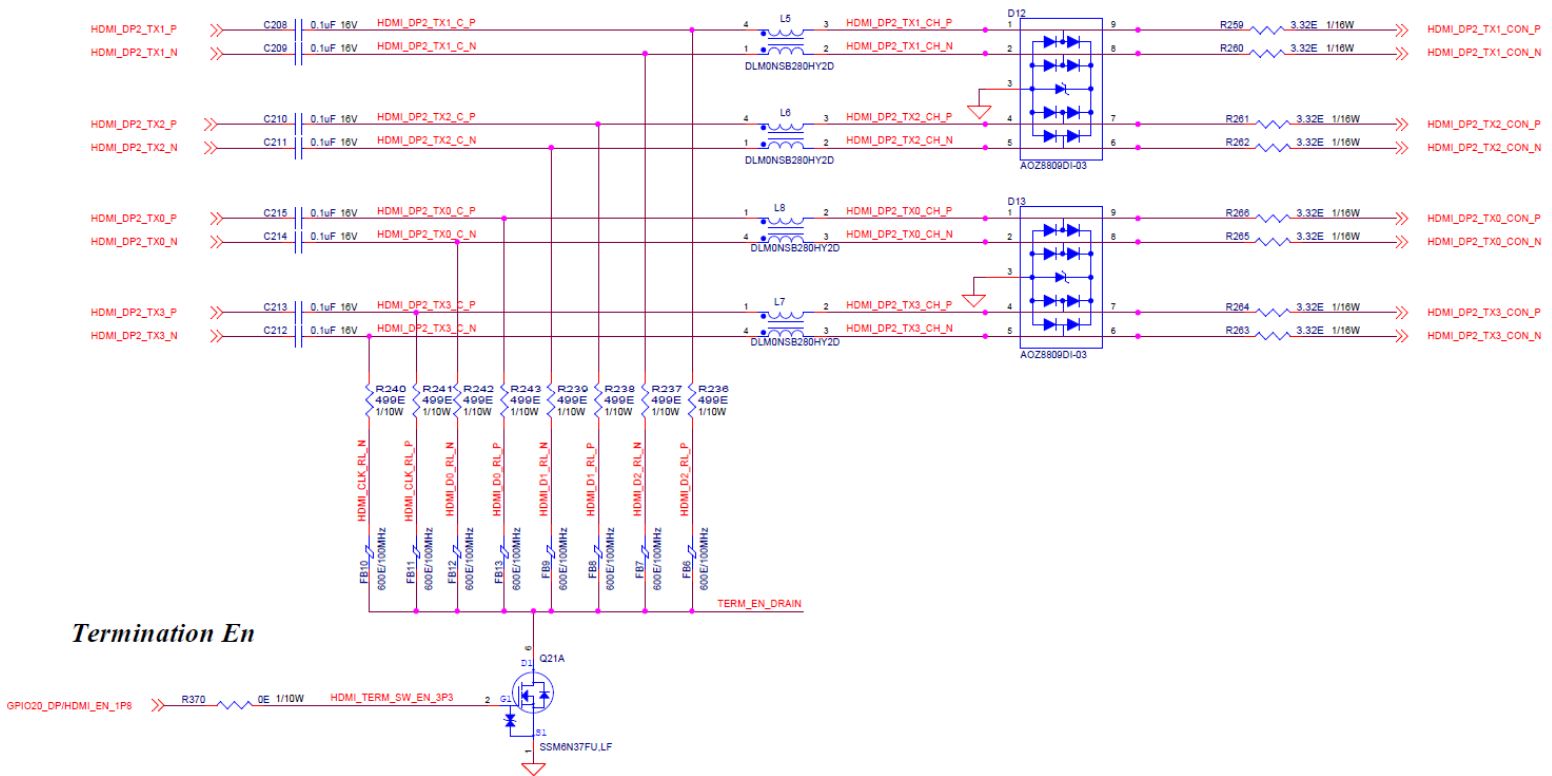 HDMI_DP2_TX1_P C208 0.1uF 16V HDMI_DP2_TX1_C_P 4 L5 3 HDMI_DP2_TX1_CH_P D12 1 9 R259 3.32E 1/16W HDMI_DP2_TX1_CON_P
HDMI_DP2_TX1_N C209 0.1uF 16V HDMI_DP2_TX1_C_N 1 2 HDMI_DP2_TX1_CH_N 2 8 R260 3.32E 1/16W HDMI_DP2_TX1_CON_N
DLM0NSB280HY2D
3
HDMI_DP2_TX2_P C210 0.1uF 16V HDMI_DP2_TX2_C_P 4 L6 3 HDMI_DP2_TX2_CH_P 4 7 R261 3.32E 1/16W HDMI_DP2_TX2_CON_P
HDMI_DP2_TX2_N C211 0.1uF 16V HDMI_DP2_TX2_C_N 1 2 HDMI_DP2_TX2_CH_N 5 6 R262 3.32E 1/16W HDMI_DP2_TX2_CON_N
DLM0NSB280HY2D AOZ8809DI-03
HDMI_DP2_TX0_P C215 0.1uF 16V HDMI_DP2_TX0_C_P 1 L8 2 HDMI_DP2_TX0_CH_P D13 1 9 R266 3.32E 1/16W HDMI_DP2_TX0_CON_P
HDMI_DP2_TX0_N C214 0.1uF 16V HDMI_DP2_TX0_C_N 4 3 HDMI_DP2_TX0_CH_N 2 8 R265 3.32E 1/16W HDMI_DP2_TX0_CON_N
DLM0NSB280HY2D
3
HDMI_DP2_TX3_P C213 0.1uF 16V HDMI_DP2_TX3_C_P 1 L7 2 HDMI_DP2_TX3_CH_P 4 7 R264 3.32E 1/16W HDMI_DP2_TX3_CON_P
HDMI_DP2_TX3_N C212 0.1uF 16V HDMI_DP2_TX3_C_N 4 3 HDMI_DP2_TX3_CH_N 5 6 R263 3.32E 1/16W HDMI_DP2_TX3_CON_N
DLM0NSB280HY2D AOZ8809DI-03
R240 R241 R242 R243 R239 R238 R237 R236
499E 499E 499E 499E 499E 499E 499E 499E
1/10W 1/10W 1/10W 1/10W 1/10W 1/10W 1/10W 1/10W
HDMI_CLK_RL_N HDMI_CLK_RL_P HDMI_D0_RL_N HDMI_D0_RL_P HDMI_D1_RL_N HDMI_D1_RL_P HDMI_D2_RL_N HDMI_D2_RL_P
FB10 FB11 FB12 FB13 FB9 FB8 FB7 FB6
600E/100MHz 600E/100MHz 600E/100MHz 600E/100MHz 600E/100MHz 600E/100MHz 600E/100MHz 600E/100MHz
TERM_EN_DRAIN
Termination En
6
D1 Q21A
GPIO20_DP/HDMI_EN_1P8 R370 0E 1/10W HDMI_TERM_SW_EN_3P3 2 G1
S1
1 SSM6N37FU,LF